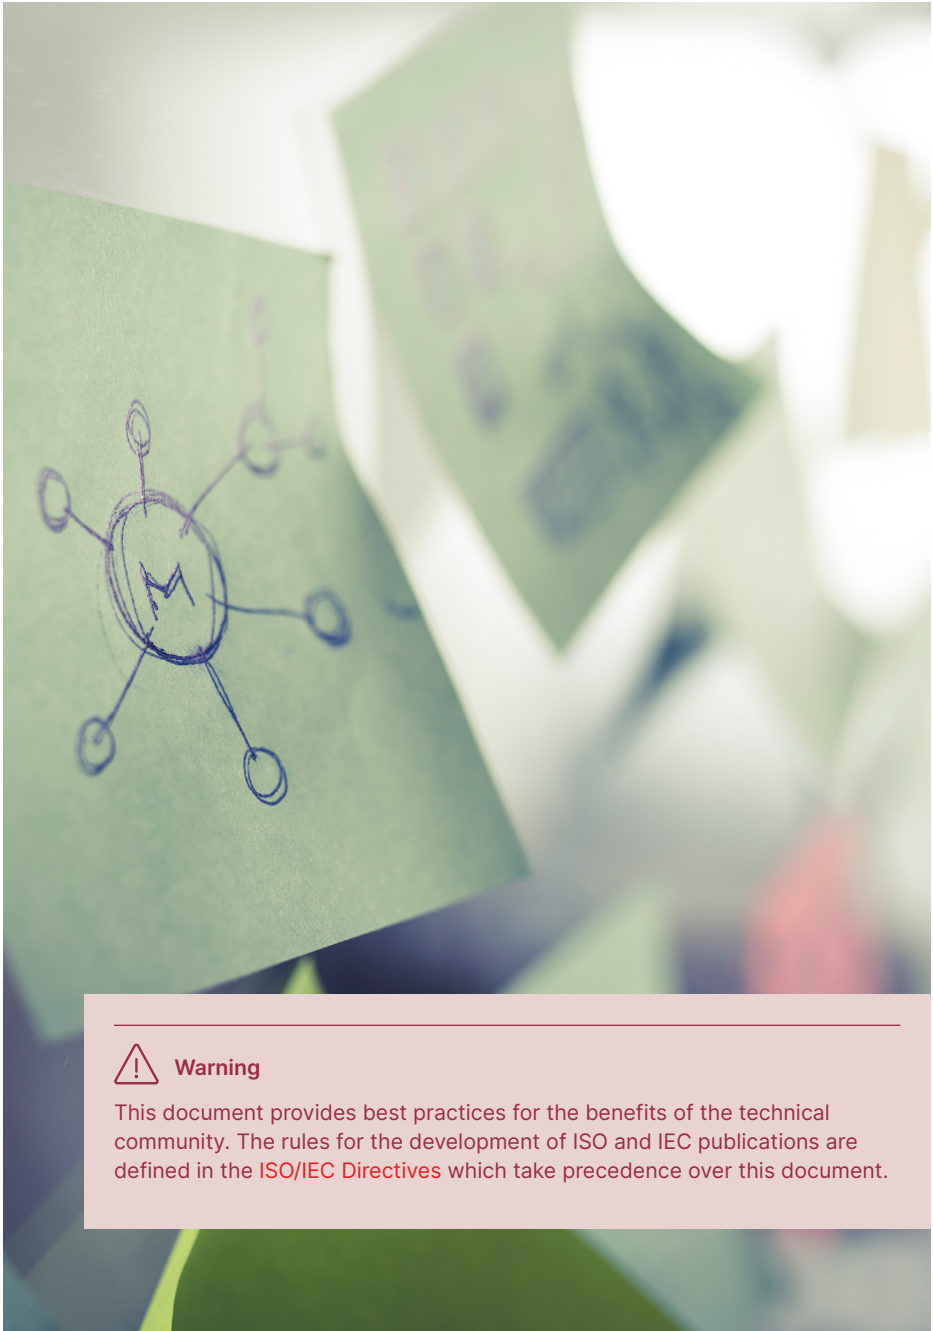 M
Warning
This document provides best practices for the benefits of the technical
community. The rules for the development of ISO and IEC publications are
defined in the ISO/IEC Directives which take precedence over this document.